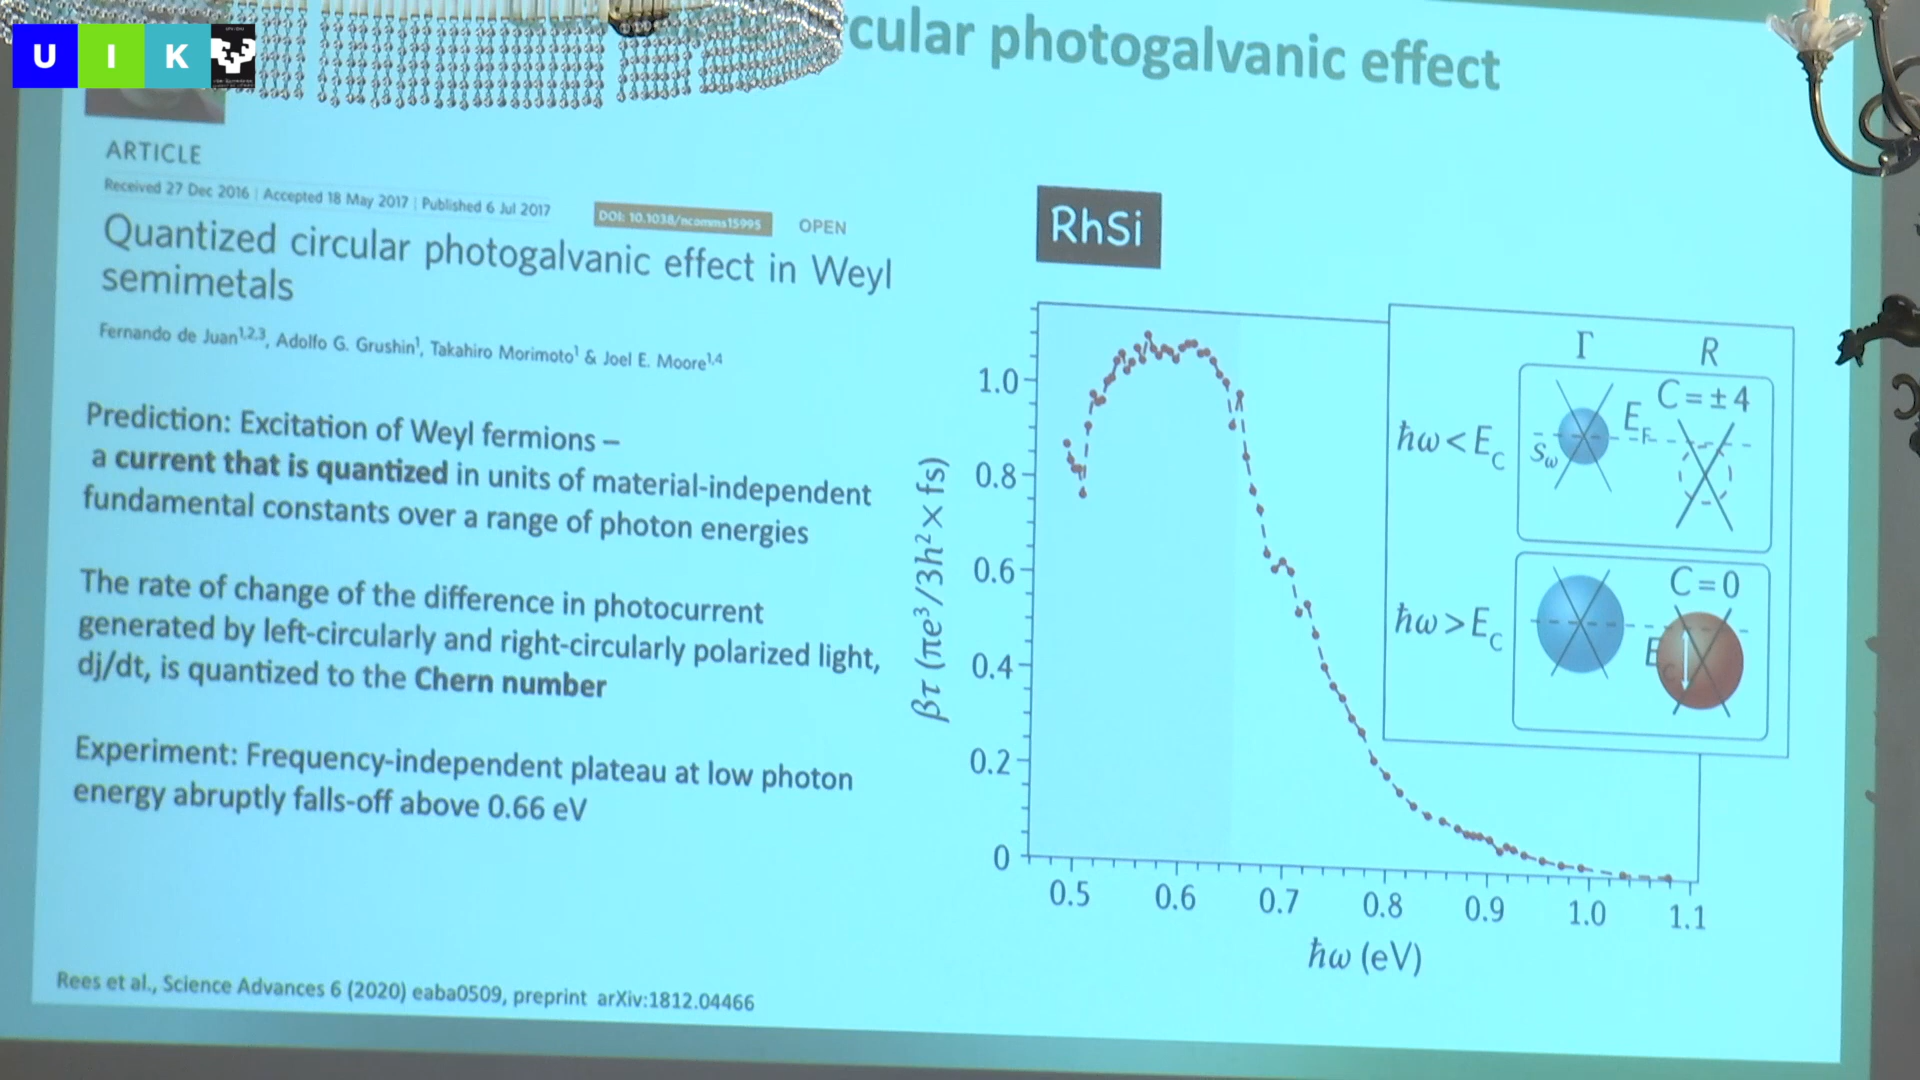 U I K
cular photogalvanic effect
ARTICLE
Received 27 Dec 2016 | Accepted 18 May 2017 | Published 6 Jul 2017
DOI: 10.1038/ncomms15995
OPEN
Quantized circular photogalvanic effect in Weyl
semimetals
Fernando de Juan1,2,3, Adolfo G. Grushin1, Takahiro Morimoto1 & Joel E. Moore1,4
Prediction: Excitation of Weyl fermions –
a current that is quantized in units of material-independent
fundamental constants over a range of photon energies
The rate of change of the difference in photocurrent
generated by left-circularly and right-circularly polarized light,
dj/dt, is quantized to the Chern number
Experiment: Frequency-independent plateau at low photon
energy abruptly falls-off above 0.66 eV
Rees et al., Science Advances 6 (2020) eaba0509, preprint arXiv:1812.04466
RhSi
βτ (πe³/3h² × fs)
1.0
0.8
0.6
0.4
0.2
0
0.5 0.6 0.7 0.8 0.9 1.0 1.1
ħω (eV)
Γ R
ħω < EC
Sω
EF
C = ± 4
ħω > EC
C = 0
EC